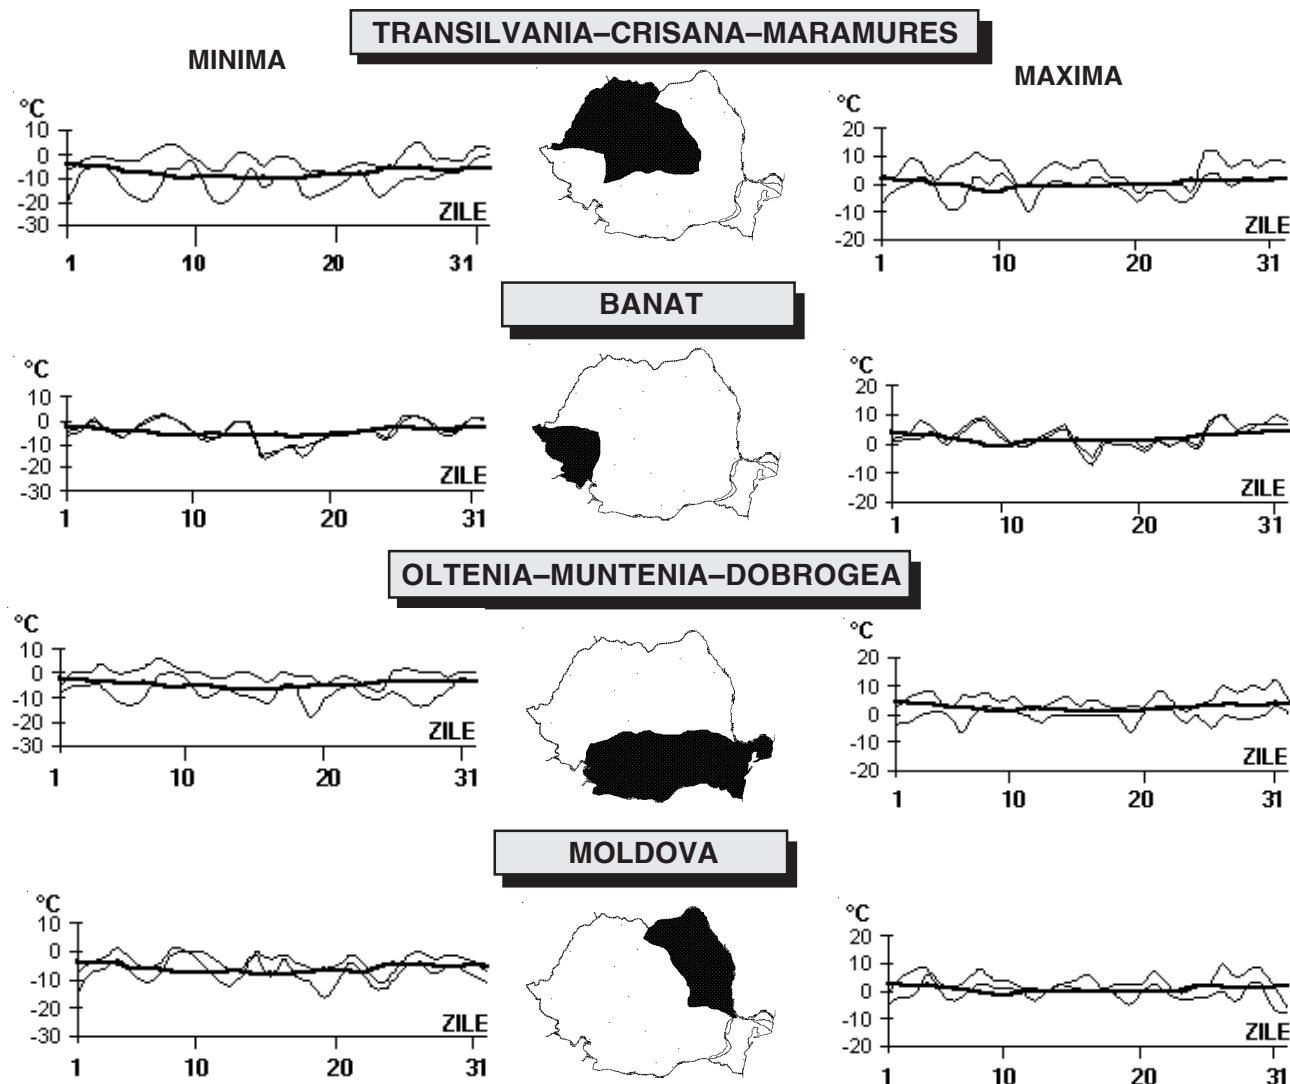 TRANSILVANIA–CRISANA–MARAMURES
MINIMA
MAXIMA
°C
10
0
-10
-20
-30
ZILE
1 10 20 31
°C
20
10
0
-10
-20
ZILE
1 10 20 31
BANAT
°C
10
0
-10
-20
-30
ZILE
1 10 20 31
°C
20
10
0
-10
-20
ZILE
1 10 20 31
OLTENIA–MUNTENIA–DOBROGEA
°C
10
0
-10
-20
-30
ZILE
1 10 20 31
°C
20
10
0
-10
-20
ZILE
1 10 20 31
MOLDOVA
°C
10
0
-10
-20
-30
ZILE
1 10 20 31
°C
20
10
0
-10
-20
ZILE
1 10 20 31